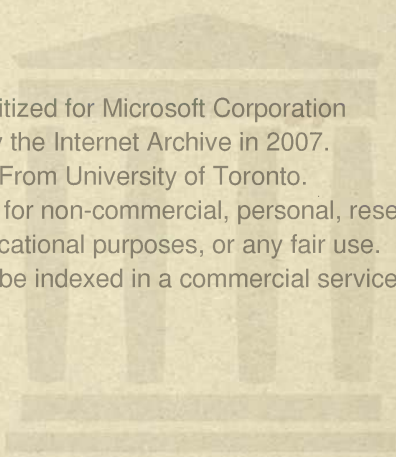 itized for Microsoft Corporation
the Internet Archive in 2007.
From University of Toronto.
for non-commercial, personal, rese
cational purposes, or any fair use.
be indexed in a commercial service